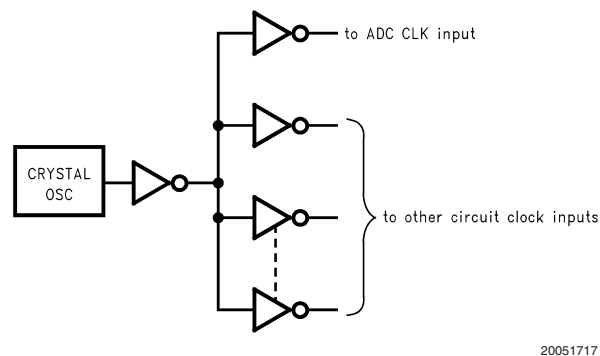 to ADC CLK input
CRYSTAL
OSC
to other circuit clock inputs
20051717